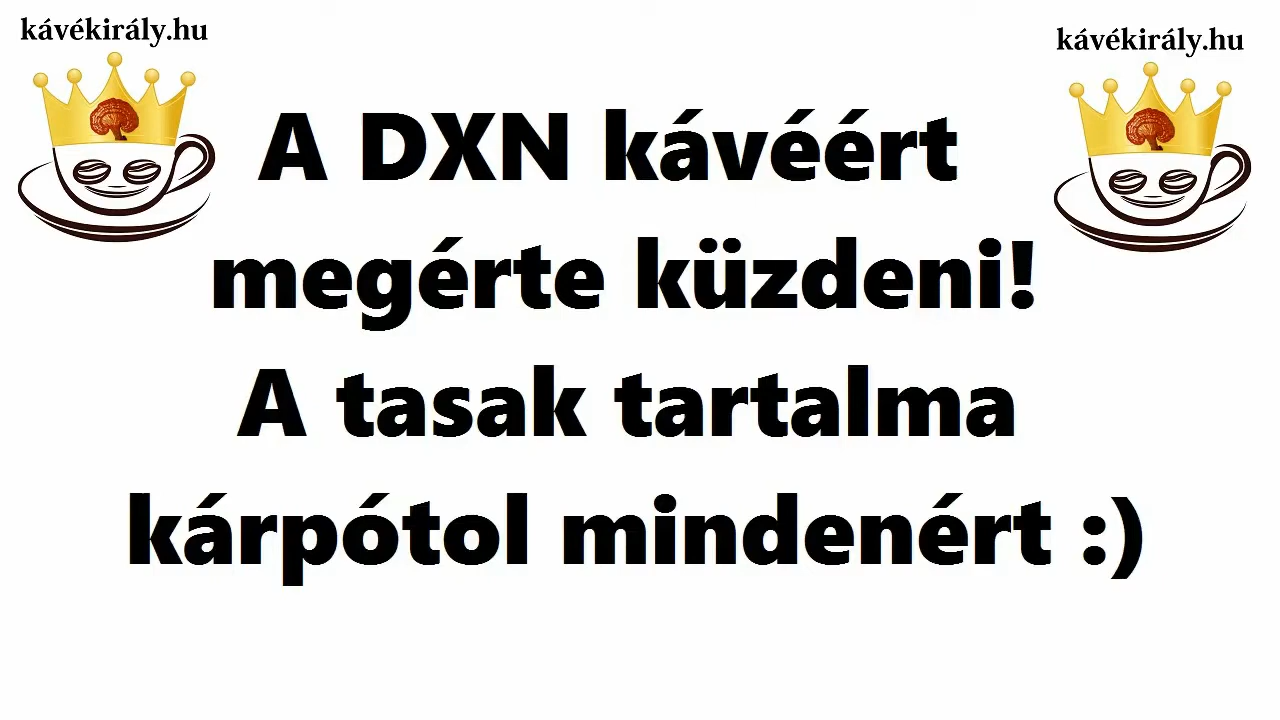 kávékirály.hu
kávékirály.hu
A DXN kávéért
megérte küzdeni!
A tasak tartalma
kárpótol mindenért :)